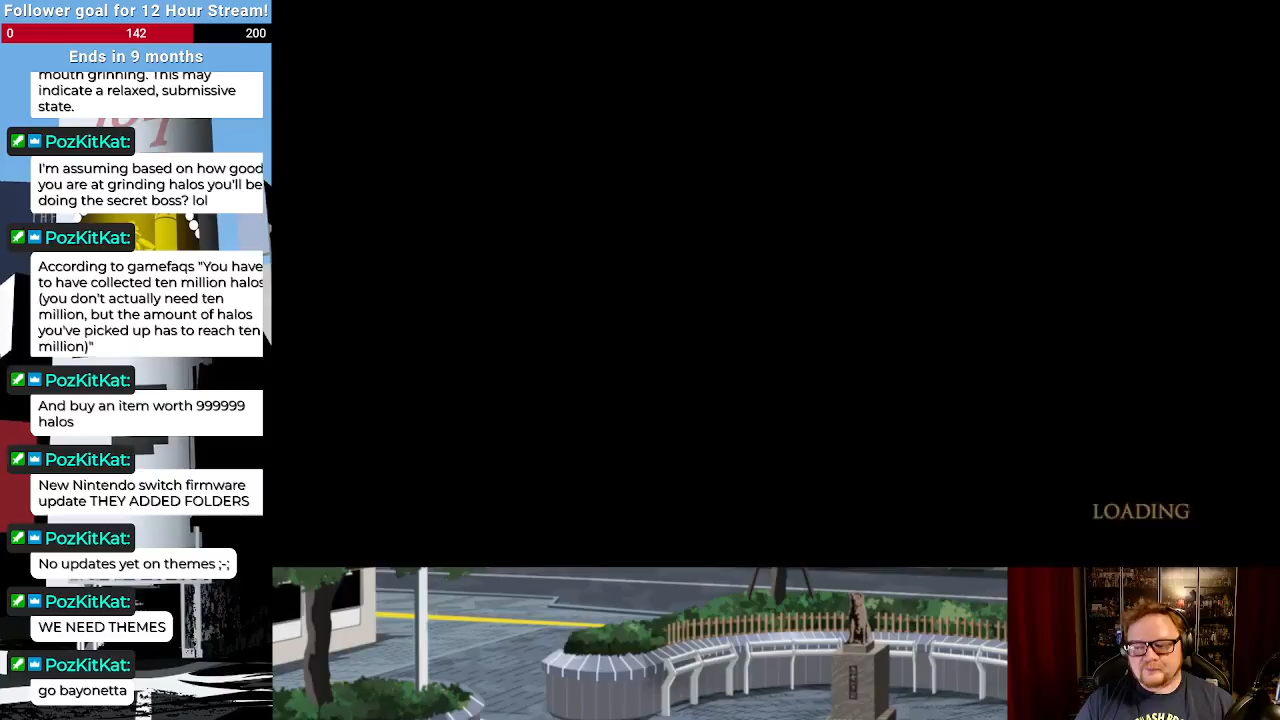 Follower goal for 12 Hour Stream!
0 142 200
Ends in 9 months
mouth grinning. This may
indicate a relaxed, submissive
state.
PozKitKat:
I'm assuming based on how good
you are at grinding halos you'll be
doing the secret boss? lol
PozKitKat:
According to gamefaqs "You have
to have collected ten million halos
(you don't actually need ten
million, but the amount of halos
you've picked up has to reach ten
million)"
PozKitKat:
And buy an item worth 999999
halos
PozKitKat:
New Nintendo switch firmware
update THEY ADDED FOLDERS
PozKitKat:
No updates yet on themes ;-;
PozKitKat:
WE NEED THEMES
PozKitKat:
go bayonetta
LOADING